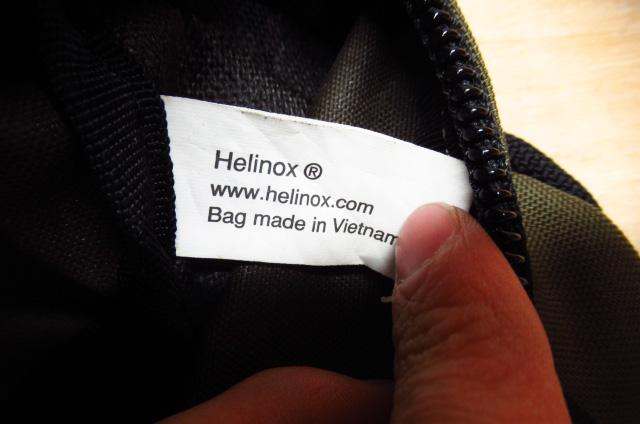 Helinox ®
www.helinox.com
Bag made in Vietnam